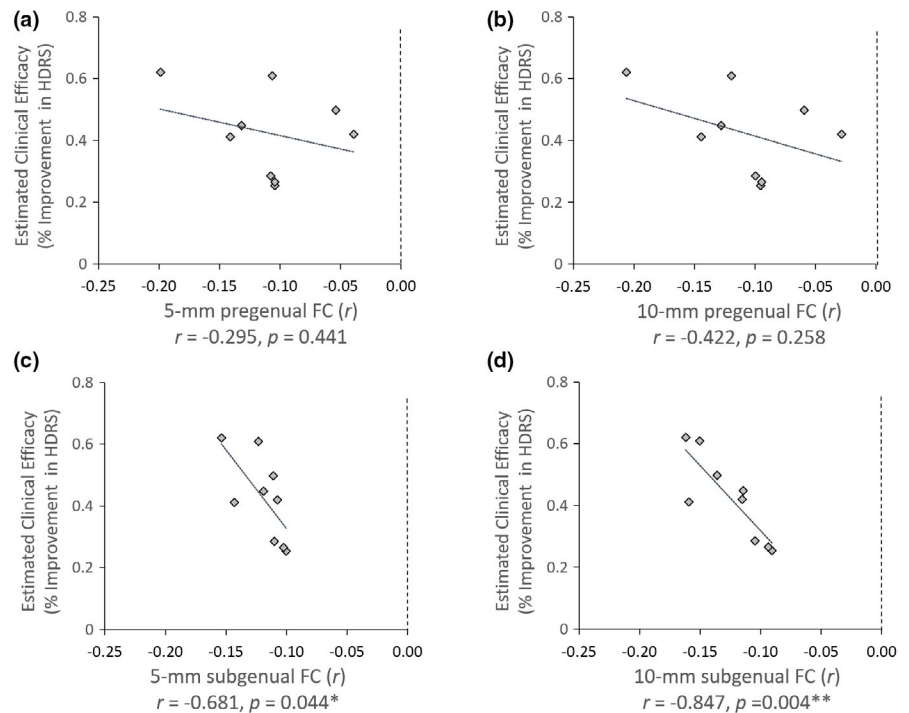 (a)
Estimated Clinical Efficacy
(% Improvement in HDRS)
0.8
0.6
0.4
0.2
0
-0.25 -0.20 -0.15 -0.10 -0.05 0.00
5-mm pregenual FC (r)
r = -0.295, p = 0.441
(b)
Estimated Clinical Efficacy
(% Improvement in HDRS)
0.8
0.6
0.4
0.2
0
-0.25 -0.20 -0.15 -0.10 -0.05 0.00
10-mm pregenual FC (r)
r = -0.422, p = 0.258
(c)
Estimated Clinical Efficacy
(% Improvement in HDRS)
0.8
0.6
0.4
0.2
0
-0.25 -0.20 -0.15 -0.10 -0.05 0.00
5-mm subgenual FC (r)
r = -0.681, p = 0.044*
(d)
Estimated Clinical Efficacy
(% Improvement in HDRS)
0.8
0.6
0.4
0.2
0
-0.25 -0.20 -0.15 -0.10 -0.05 0.00
10-mm subgenual FC (r)
r = -0.847, p =0.004**